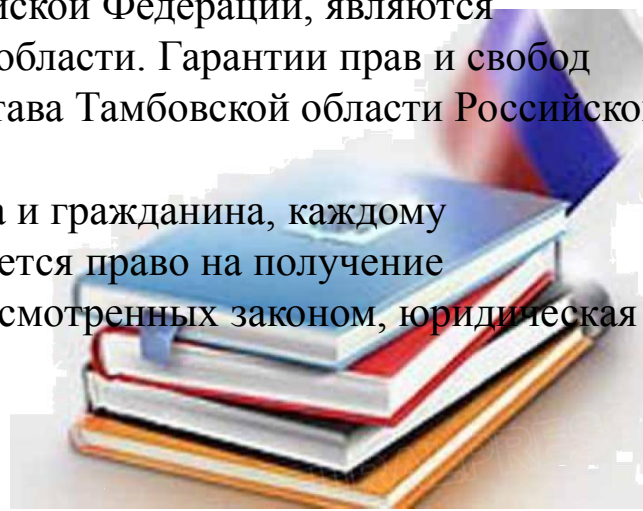 йской Федерации, являются
области. Гарантии прав и свобод
тава Тамбовской области Российско
а и гражданина, каждому
ется право на получение
смотренных законом, юридическая